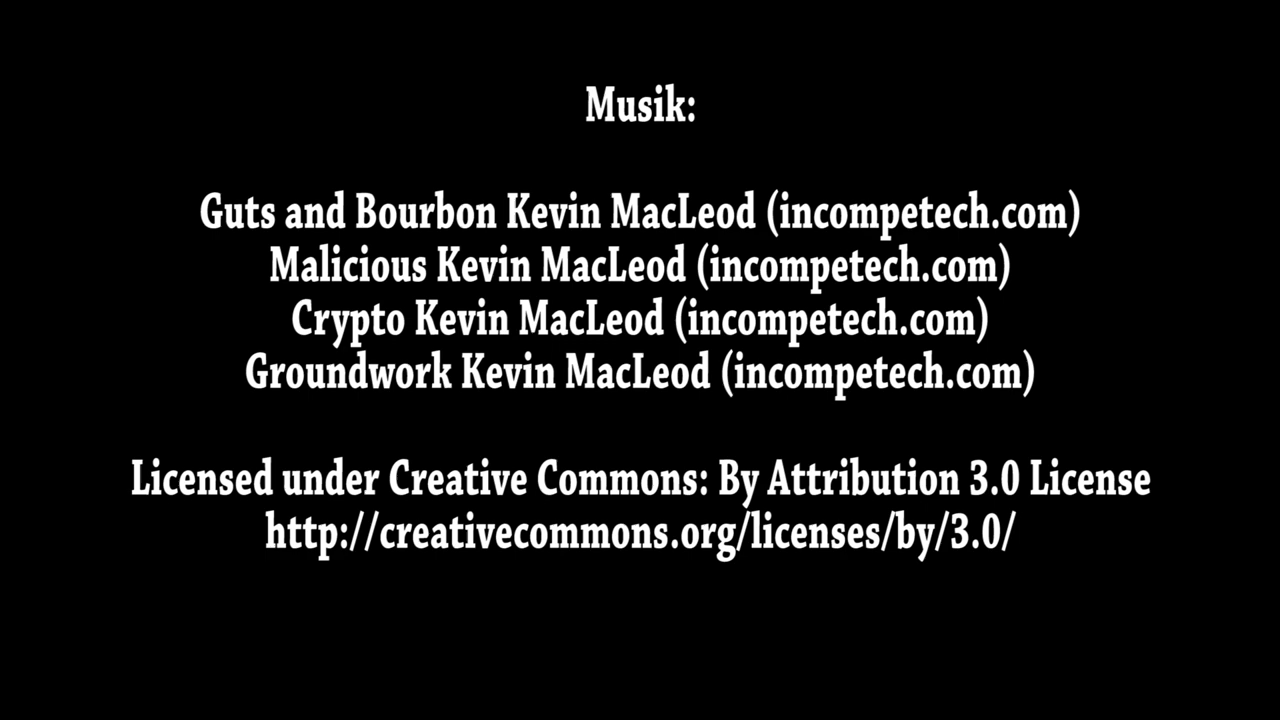 Musik:
Guts and Bourbon Kevin MacLeod (incompetech.com)
Malicious Kevin MacLeod (incompetech.com)
Crypto Kevin MacLeod (incompetech.com)
Groundwork Kevin MacLeod (incompetech.com)
Licensed under Creative Commons: By Attribution 3.0 License
http://creativecommons.org/licenses/by/3.0/